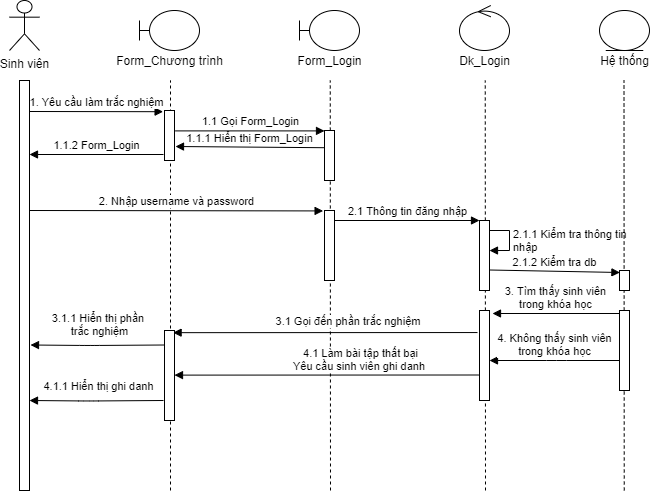 Sinh viên
Form_Chương trình
Form_Login
Dk_Login
Hệ thống
1. Yêu cầu làm trắc nghiệm
1.1 Gọi Form_Login
1.1.1 Hiển thị Form_Login
1.1.2 Form_Login
2. Nhập username và password
2.1 Thông tin đăng nhập
2.1.1 Kiểm tra thông tin
nhập
2.1.2 Kiểm tra db
3. Tìm thấy sinh viên
trong khóa học
3.1 Gọi đến phần trắc nghiệm
3.1.1 Hiển thị phần
trắc nghiệm
4. Không thấy sinh viên
trong khóa học
4.1 Làm bài tập thất bại
Yêu cầu sinh viên ghi danh
4.1.1 Hiển thị ghi danh